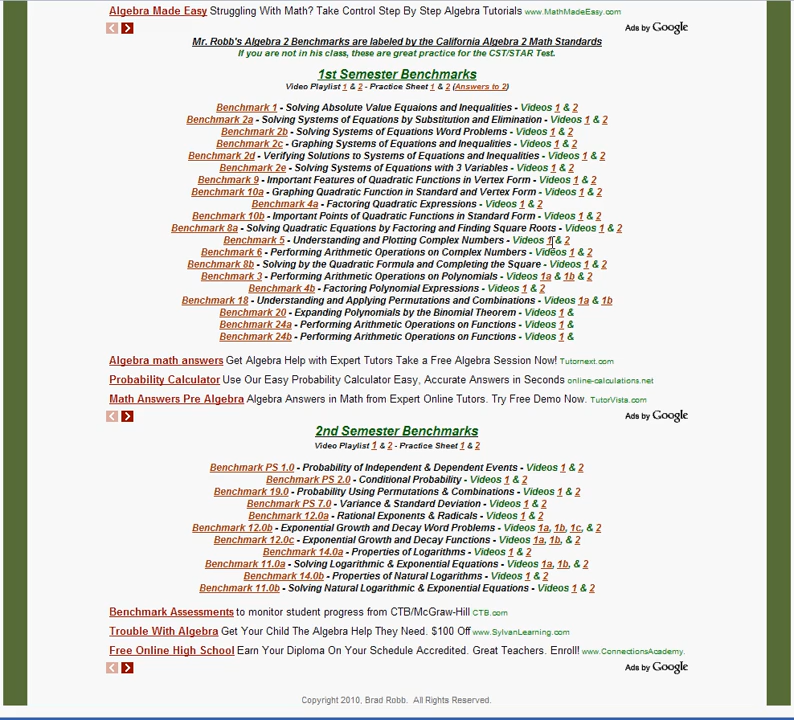 Algebra Made Easy Struggling With Math? Take Control Step By Step Algebra Tutorials www.MathMadeEasy.com
Ads by Google
Mr. Robb's Algebra 2 Benchmarks are labeled by the California Algebra 2 Math Standards
If you are not in his class, these are great practice for the CST/STAR Test.
1st Semester Benchmarks
Video Playlist 1 & 2 - Practice Sheet 1 & 2 (Answers to 2)
Benchmark 1 - Solving Absolute Value Equaions and Inequalities - Videos 1 & 2
Benchmark 2a - Solving Systems of Equations by Substitution and Elimination - Videos 1 & 2
Benchmark 2b - Solving Systems of Equations Word Problems - Videos 1 & 2
Benchmark 2c - Graphing Systems of Equations and Inequalities - Videos 1 & 2
Benchmark 2d - Verifying Solutions to Systems of Equations and Inequalities - Videos 1 & 2
Benchmark 2e - Solving Systems of Equations with 3 Variables - Videos 1 & 2
Benchmark 9 - Important Features of Quadratic Functions in Vertex Form - Videos 1 & 2
Benchmark 10a - Graphing Quadratic Function in Standard and Vertex Form - Videos 1 & 2
Benchmark 4a - Factoring Quadratic Expressions - Videos 1 & 2
Benchmark 10b - Important Points of Quadratic Functions in Standard Form - Videos 1 & 2
Benchmark 8a - Solving Quadratic Equations by Factoring and Finding Square Roots - Videos 1 & 2
Benchmark 5 - Understanding and Plotting Complex Numbers - Videos 1 & 2
Benchmark 6 - Performing Arithmetic Operations on Complex Numbers - Videos 1 & 2
Benchmark 8b - Solving by the Quadratic Formula and Completing the Square - Videos 1 & 2
Benchmark 3 - Performing Arithmetic Operations on Polynomials - Videos 1a & 1b & 2
Benchmark 4b - Factoring Polynomial Expressions - Videos 1 & 2
Benchmark 18 - Understanding and Applying Permutations and Combinations - Videos 1a & 1b
Benchmark 20 - Expanding Polynomials by the Binomial Theorem - Videos 1 &
Benchmark 24a - Performing Arithmetic Operations on Functions - Videos 1 &
Benchmark 24b - Performing Arithmetic Operations on Functions - Videos 1 &
Algebra math answers Get Algebra Help with Expert Tutors Take a Free Algebra Session Now! Tutornext.com
Probability Calculator Use Our Easy Probability Calculator Easy, Accurate Answers in Seconds online-calculations.net
Math Answers Pre Algebra Algebra Answers in Math from Expert Online Tutors. Try Free Demo Now. TutorVista.com
Ads by Google
2nd Semester Benchmarks
Video Playlist 1 & 2 - Practice Sheet 1 & 2
Benchmark PS 1.0 - Probability of Independent & Dependent Events - Videos 1 & 2
Benchmark PS 2.0 - Conditional Probability - Videos 1 & 2
Benchmark 19.0 - Probability Using Permutations & Combinations - Videos 1 & 2
Benchmark PS 7.0 - Variance & Standard Deviation - Videos 1 & 2
Benchmark 12.0a - Rational Exponents & Radicals - Videos 1 & 2
Benchmark 12.0b - Exponential Growth and Decay Word Problems - Videos 1a, 1b, 1c, & 2
Benchmark 12.0c - Exponential Growth and Decay Functions - Videos 1a, 1b, & 2
Benchmark 14.0a - Properties of Logarithms - Videos 1 & 2
Benchmark 11.0a - Solving Logarithmic & Exponential Equations - Videos 1a, 1b, & 2
Benchmark 14.0b - Properties of Natural Logarithms - Videos 1 & 2
Benchmark 11.0b - Solving Natural Logarithmic & Exponential Equations - Videos 1 & 2
Benchmark Assessments to monitor student progress from CTB/McGraw-Hill CTB.com
Trouble With Algebra Get Your Child The Algebra Help They Need. $100 Off www.SylvanLearning.com
Free Online High School Earn Your Diploma On Your Schedule Accredited. Great Teachers. Enroll! www.ConnectionsAcademy.
Ads by Google
Copyright 2010, Brad Robb. All Rights Reserved.